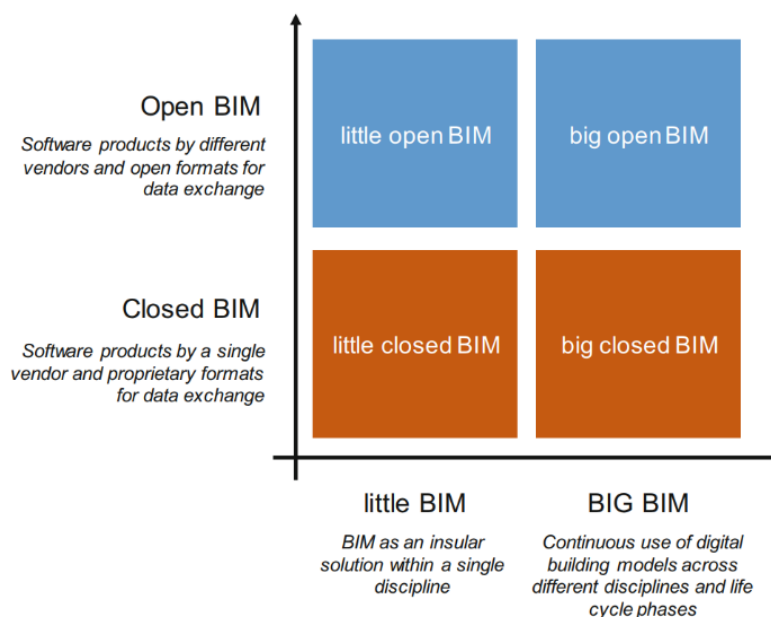 Open BIM
Software products by different
vendors and open formats for
data exchange
little open BIM
big open BIM
Closed BIM
Software products by a single
vendor and proprietary formats
for data exchange
little closed BIM
big closed BIM
little BIM
BIM as an insular
solution within a single
discipline
BIG BIM
Continuous use of digital
building models across
different disciplines and life
cycle phases